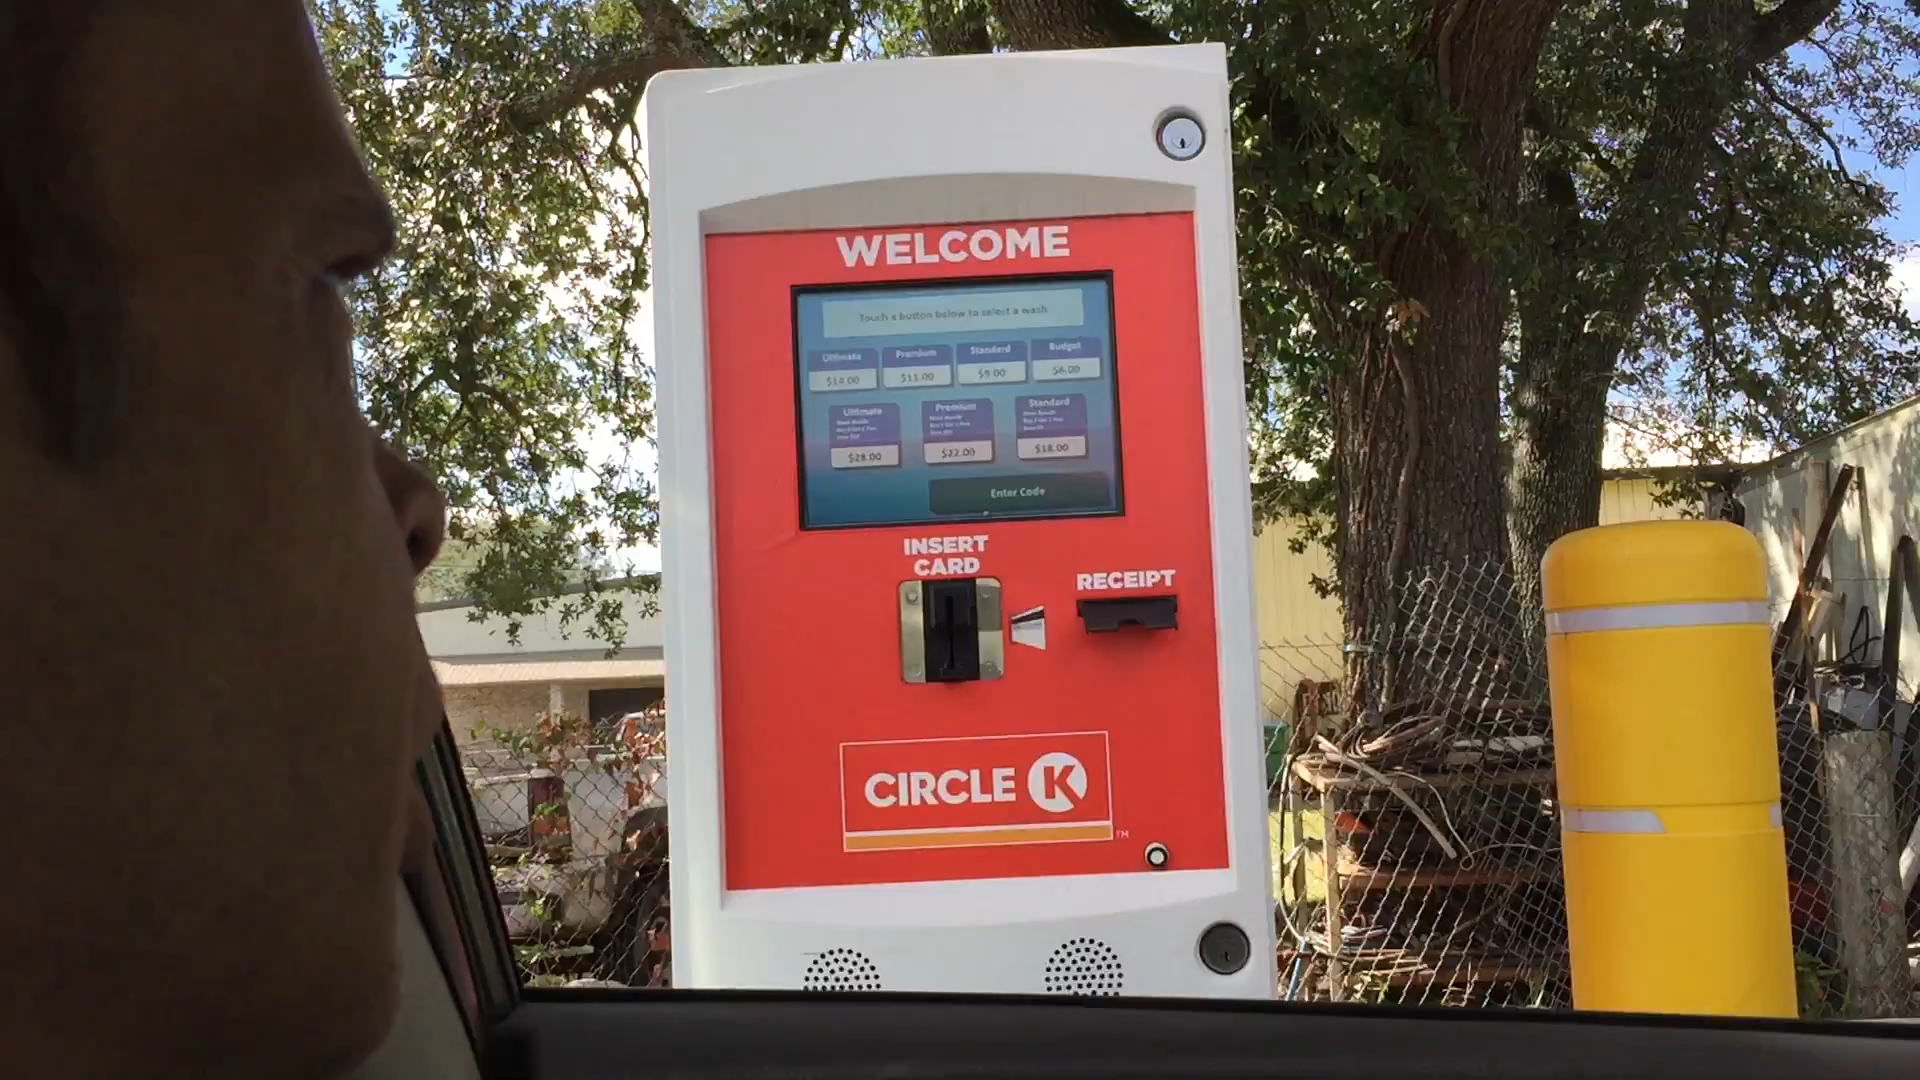 WELCOME
Touch a button below to select a wash
Ultimate
$14.00
Premium
$11.00
Standard
$9.00
Budget
$6.00
Ultimate
$28.00
Premium
$22.00
Standard
$18.00
Enter Code
INSERT
CARD
RECEIPT
CIRCLE K
TM